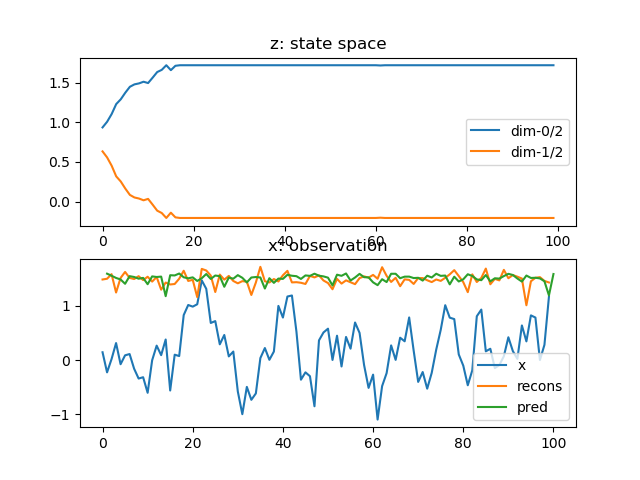 z: state space
1.5
1.0
0.5
0.0
dim-0/2
dim-1/2
0 20 40 60 80 100
x: observation
1
0
−1
x
recons
pred
0 20 40 60 80 100